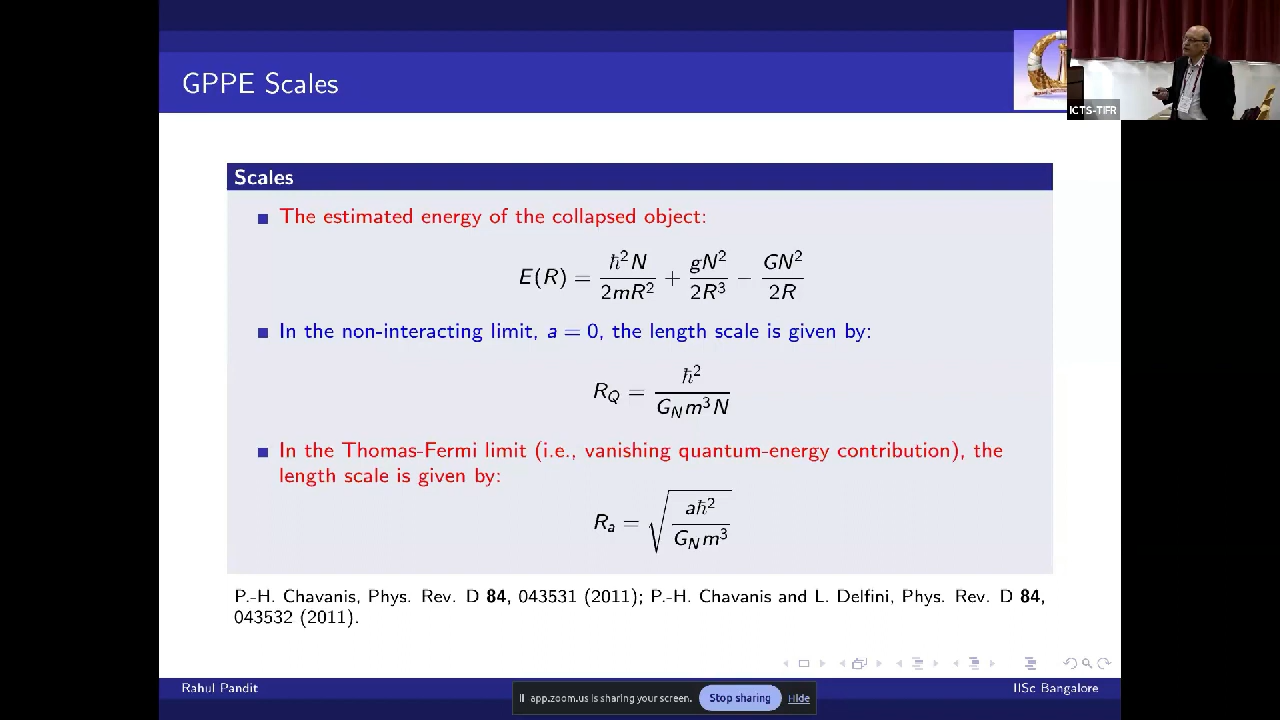 GPPE Scales
ICTS-TIFR
Scales
The estimated energy of the collapsed object:
E(R) = ℏ²N/2mR² + gN²/2R³ − GN²/2R
In the non-interacting limit, a = 0, the length scale is given by:
R_Q = ℏ²/G_N m³N
In the Thomas-Fermi limit (i.e., vanishing quantum-energy contribution), the
length scale is given by:
R_a = √(aℏ²/G_N m³)
P.-H. Chavanis, Phys. Rev. D 84, 043531 (2011); P.-H. Chavanis and L. Delfini, Phys. Rev. D 84,
043532 (2011).
Rahul Pandit
IISc Bangalore
app.zoom.us is sharing your screen.
Stop sharing
Hide